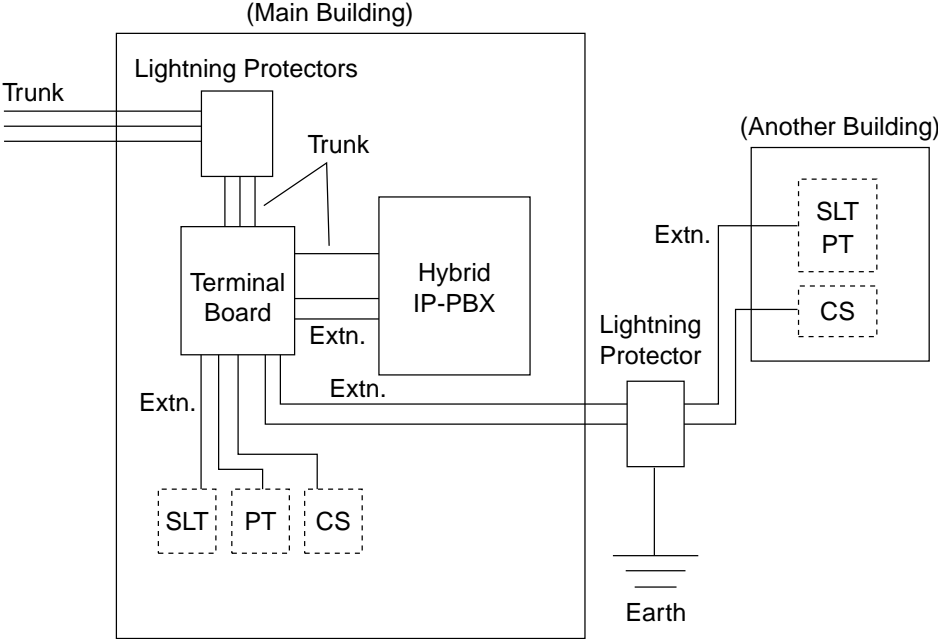 (Main Building)
Lightning Protectors
Trunk
Trunk
(Another Building)
SLT
PT
Extn.
CS
Hybrid
IP-PBX
Terminal
Board
Extn.
Lightning
Protector
Extn.
Extn.
SLT
PT
CS
Earth